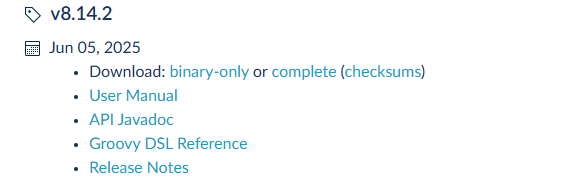 v8.14.2
Jun 05, 2025
• Download: binary-only or complete (checksums)
• User Manual
• API Javadoc
• Groovy DSL Reference
• Release Notes